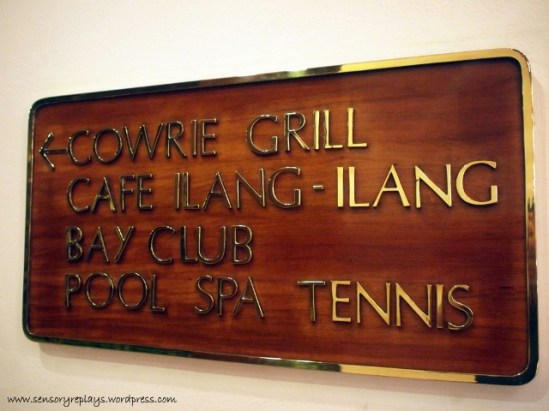 ← COWRIE GRILL
CAFE ILANG-ILANG
BAY CLUB
POOL SPA TENNIS
www.sensoryreplays.wordpress.com